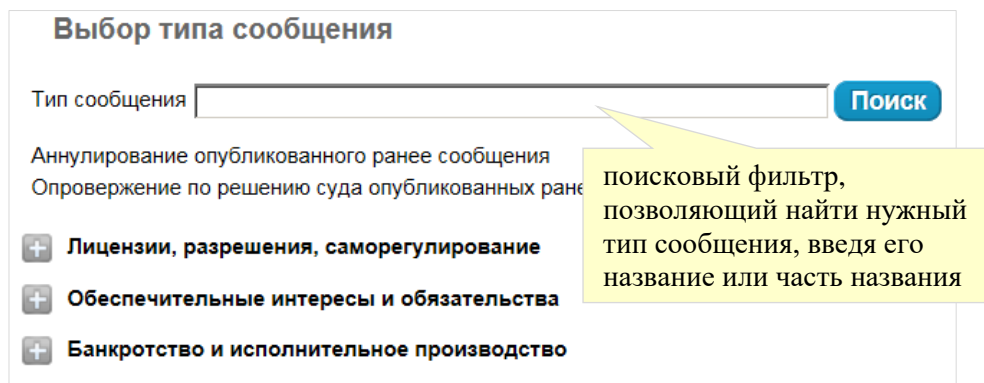 Выбор типа сообщения
Тип сообщения
Поиск
Аннулирование опубликованного ранее сообщения
Опровержение по решению суда опубликованных ране
поисковый фильтр,
позволяющий найти нужный
тип сообщения, введя его
название или часть названия
Лицензии, разрешения, саморегулирование
Обеспечительные интересы и обязательства
Банкротство и исполнительное производство